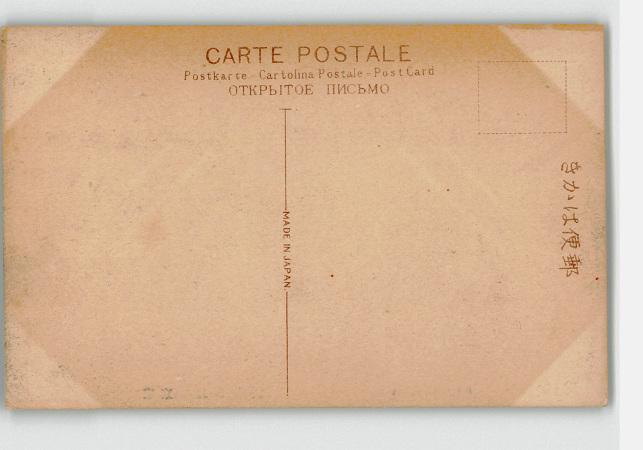 CARTE POSTALE
Postkarte - Cartolina Postale - Post Card
ОТКРЫТОЕ ПИСЬМО
MADE IN JAPAN.
きかは便郵